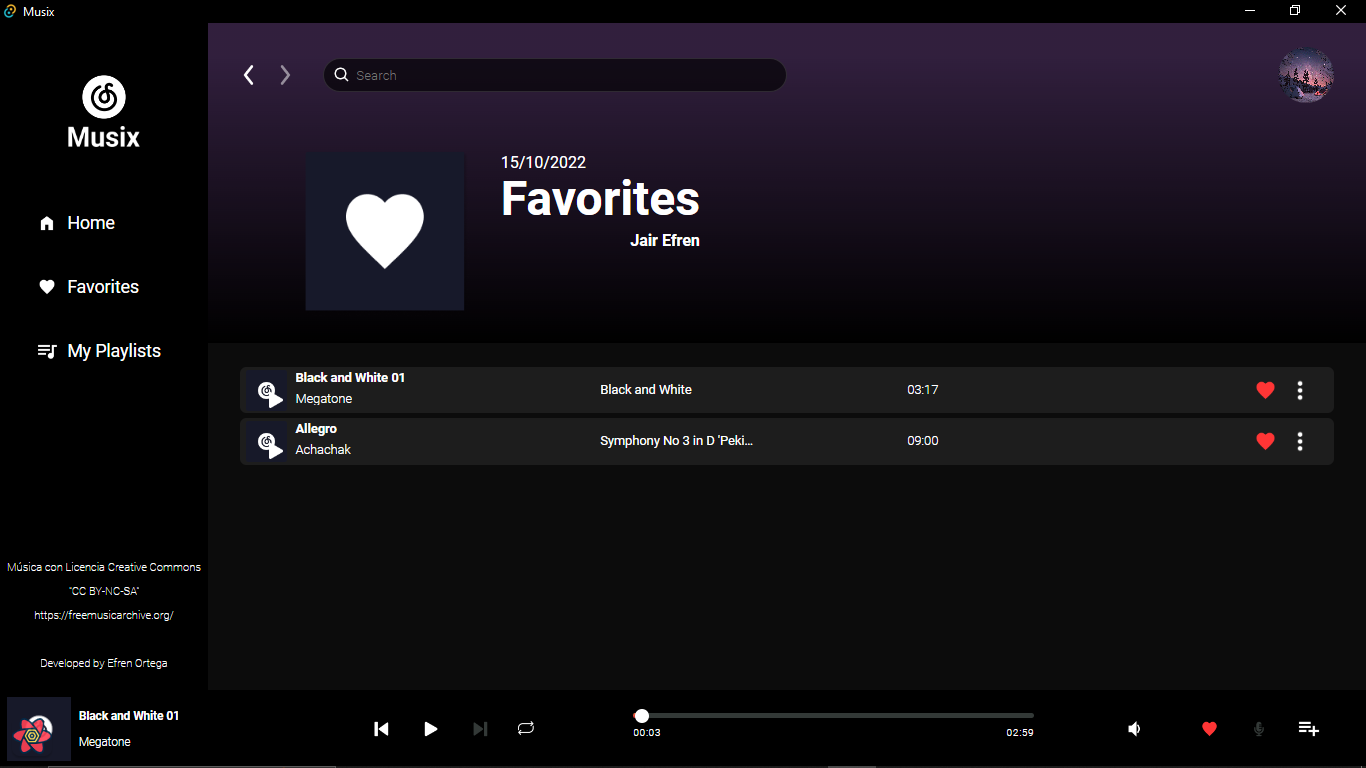 Musix
Search
Musix
Home
Favorites
My Playlists
15/10/2022
Favorites
Jair Efren
Black and White 01
Megatone
Black and White
03:17
Allegro
Achachak
Symphony No 3 in D 'Peki...
09:00
Música con Licencia Creative Commons
"CC BY-NC-SA"
https://freemusicarchive.org/
Developed by Efren Ortega
Black and White 01
Megatone
00:03
02:59